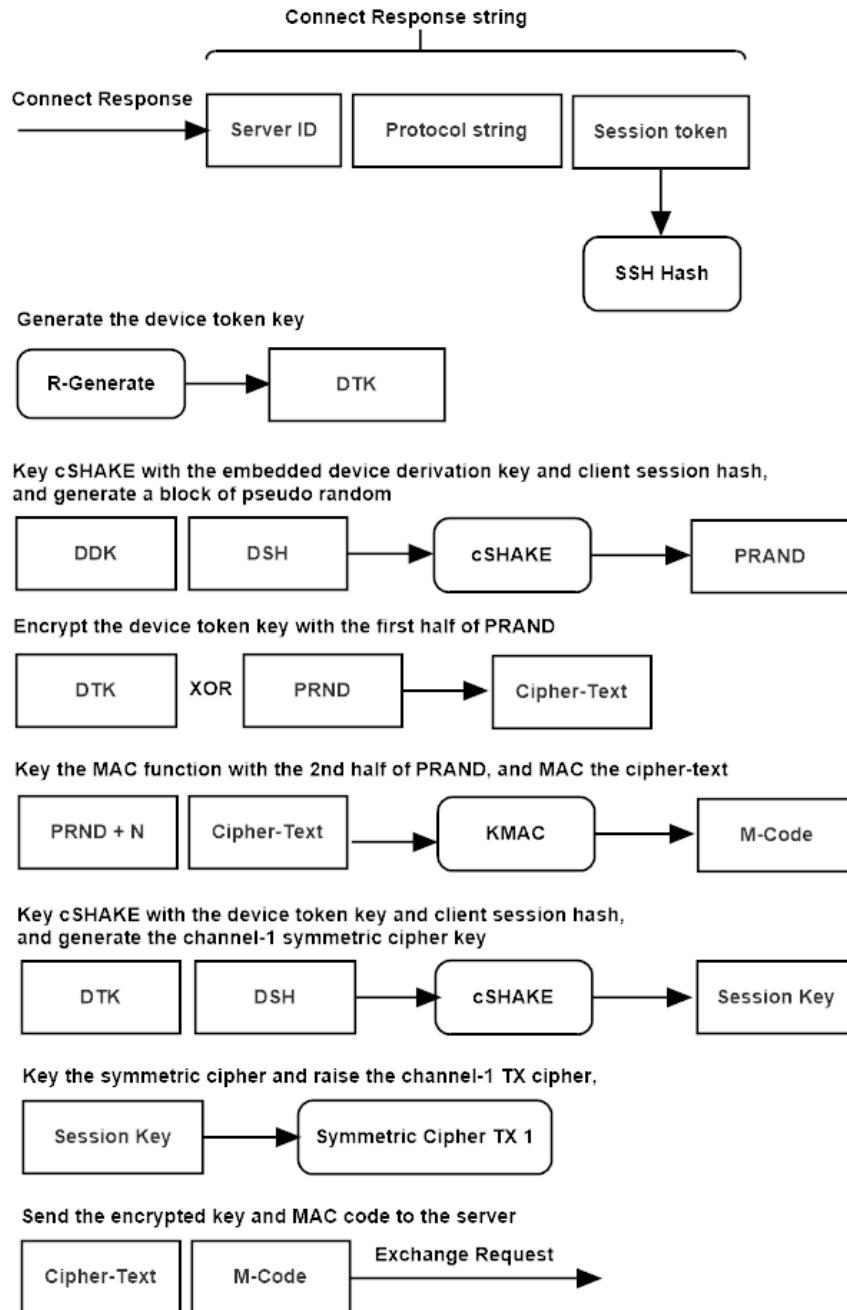 Connect Response string
Connect Response
Server ID
Protocol string
Session token
SSH Hash
Generate the device token key
R-Generate
DTK
Key cSHAKE with the embedded device derivation key and client session hash,
and generate a block of pseudo random
DDK
DSH
cSHAKE
PRAND
Encrypt the device token key with the first half of PRAND
DTK
XOR
PRND
Cipher-Text
Key the MAC function with the 2nd half of PRAND, and MAC the cipher-text
PRND + N
Cipher-Text
KMAC
M-Code
Key cSHAKE with the device token key and client session hash,
and generate the channel-1 symmetric cipher key
DTK
DSH
cSHAKE
Session Key
Key the symmetric cipher and raise the channel-1 TX cipher,
Session Key
Symmetric Cipher TX 1
Send the encrypted key and MAC code to the server
Cipher-Text
M-Code
Exchange Request